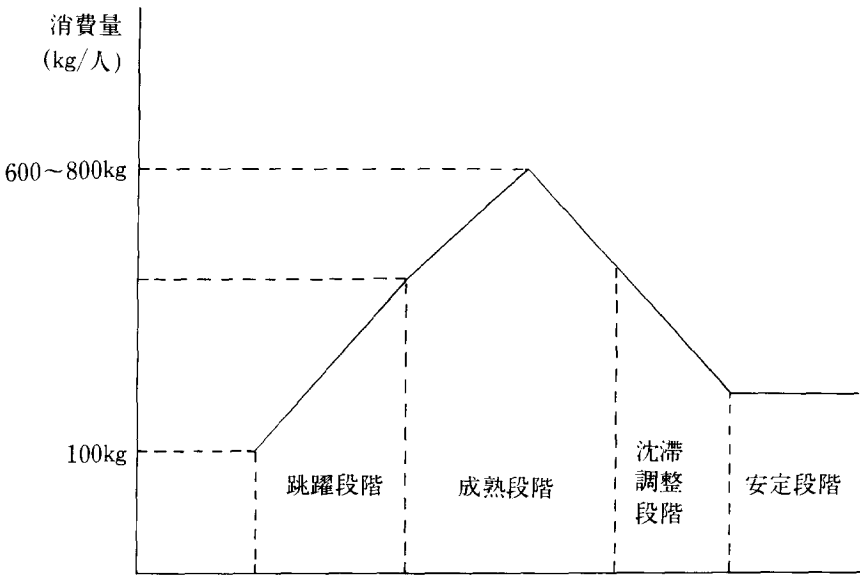 消費量
(kg/人)
600～800kg
100kg
跳躍段階
成熟段階
沈滞
調整
段階
安定段階